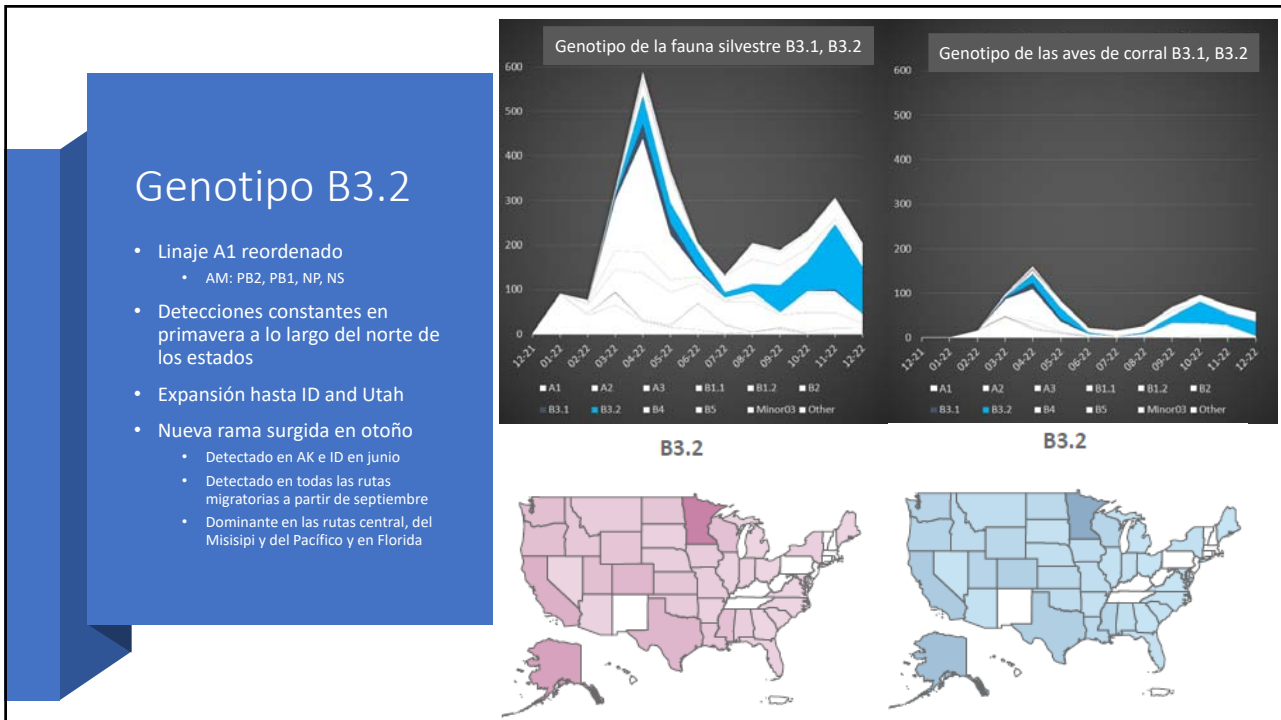 Genotipo B3.2
• Linaje A1 reordenado
• AM: PB2, PB1, NP, NS
• Detecciones constantes en
primavera a lo largo del norte de
los estados
• Expansión hasta ID and Utah
• Nueva rama surgida en otoño
• Detectado en AK e ID en junio
• Detectado en todas las rutas
migratorias a partir de septiembre
• Dominante en las rutas central, del
Misisipi y del Pacífico y en Florida
Genotipo de la fauna silvestre B3.1, B3.2
600
500
400
300
200
100
0
12-21 01-22 02-22 03-22 04-22 05-22 06-22 07-22 08-22 09-22 10-22 11-22 12-22
A1 A2 A3 B1.1 B1.2 B2
B3.1 B3.2 B4 B5 Minor03 Other
Genotipo de las aves de corral B3.1, B3.2
600
500
400
300
200
100
0
12-21 01-22 02-22 03-22 04-22 05-22 06-22 07-22 08-22 09-22 10-22 11-22 12-22
A1 A2 A3 B1.1 B1.2 B2
B3.1 B3.2 B4 B5 Minor03 Other
B3.2
B3.2